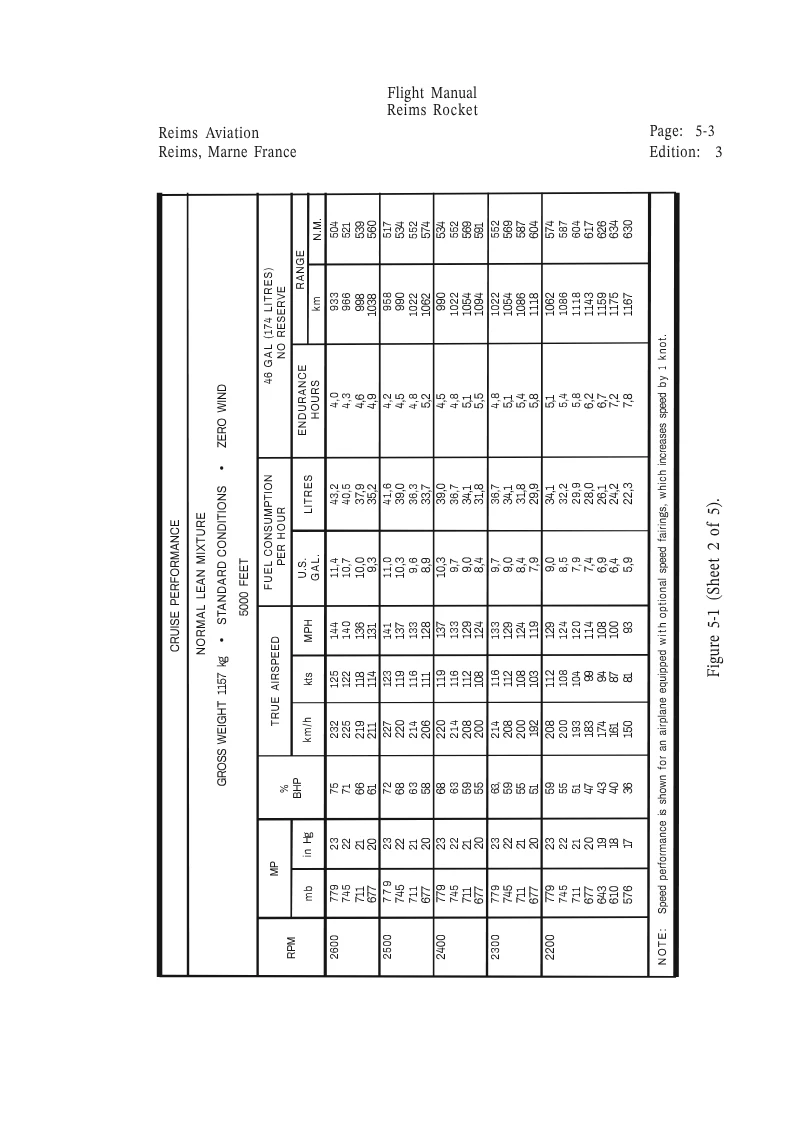 Flight Manual
Reims Rocket
Reims Aviation
Reims, Marne France
Page: 5-3
Edition: 3
CRUISE PERFORMANCE
NORMAL LEAN MIXTURE
GROSS WEIGHT 1157 kg • STANDARD CONDITIONS • ZERO WIND
5000 FEET
RPM MP % BHP TRUE AIRSPEED FUEL CONSUMPTION PER HOUR 46 GAL (174 LITRES) NO RESERVE
mb in Hg km/h kts MPH U.S. GAL. LITRES ENDURANCE HOURS RANGE km N.M.
2600 779 23 75 232 125 144 11,4 43,2 4,0 933 504
745 22 71 225 122 140 10,7 40,5 4,3 966 521
711 21 66 219 118 136 10,0 37,9 4,6 998 539
677 20 61 211 114 131 9,3 35,2 4,9 1038 560
2500 779 23 72 227 123 141 11,0 41,6 4,2 958 517
745 22 68 220 119 137 10,3 39,0 4,5 990 534
711 21 63 214 116 133 9,6 36,3 4,8 1022 552
677 20 58 206 111 128 8,9 33,7 5,2 1062 574
2400 779 23 68 220 119 137 10,3 39,0 4,5 990 534
745 22 63 214 116 133 9,7 36,7 4,8 1022 552
711 21 59 208 112 129 9,0 34,1 5,1 1054 569
677 20 55 200 108 124 8,4 31,8 5,5 1094 591
2300 779 23 63, 214 116 133 9,7 36,7 4,8 1022 552
745 22 59 208 112 129 9,0 34,1 5,1 1054 569
711 21 55 200 108 124 8,4 31,8 5,4 1086 587
677 20 51 192 103 119 7,9 29,9 5,8 1118 604
2200 779 23 59 208 112 129 9,0 34,1 5,1 1062 574
745 22 55 200 108 124 8,5 32,2 5,4 1086 587
711 21 51 193 104 120 7,9 29,9 5,8 1118 604
677 20 47 183 99 114 7,4 28,0 6,2 1143 617
643 19 43 174 94 108 6,9 26,1 6,7 1159 626
610 18 40 161 87 100 6,4 24,2 7,2 1175 634
576 17 36 150 81 93 5,9 22,3 7,8 1167 630
NOTE: Speed performance is shown for an airplane equipped with optional speed fairings, which increases speed by 1 knot.
Figure 5-1 (Sheet 2 of 5).